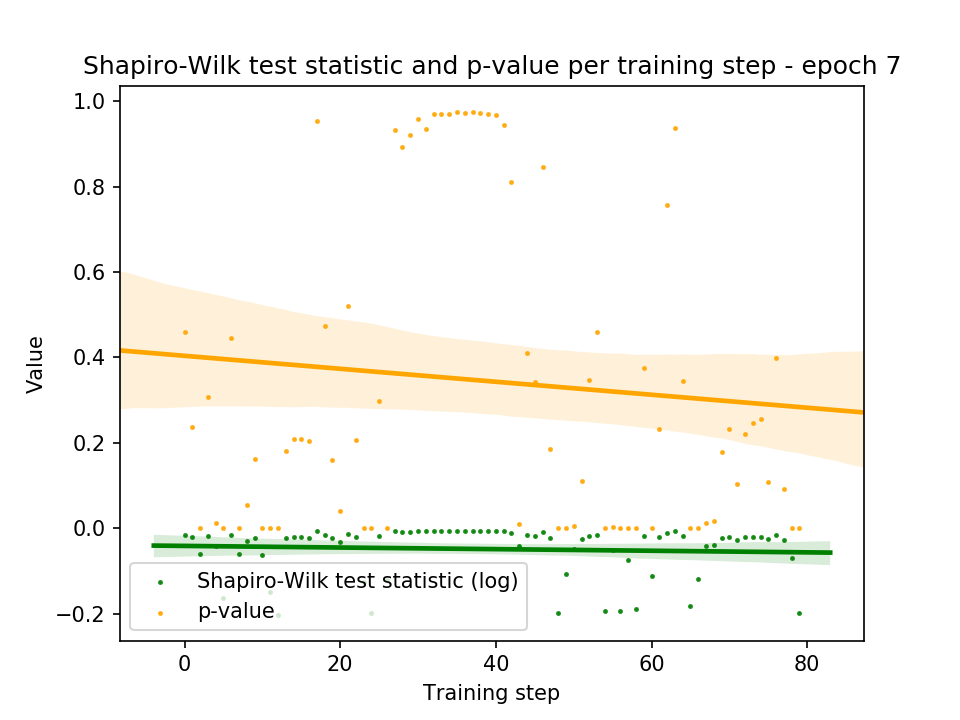 Shapiro-Wilk test statistic and p-value per training step - epoch 7
1.0
0.8
0.6
0.4
0.2
0.0
−0.2
Value
Shapiro-Wilk test statistic (log)
p-value
0 20 40 60 80
Training step